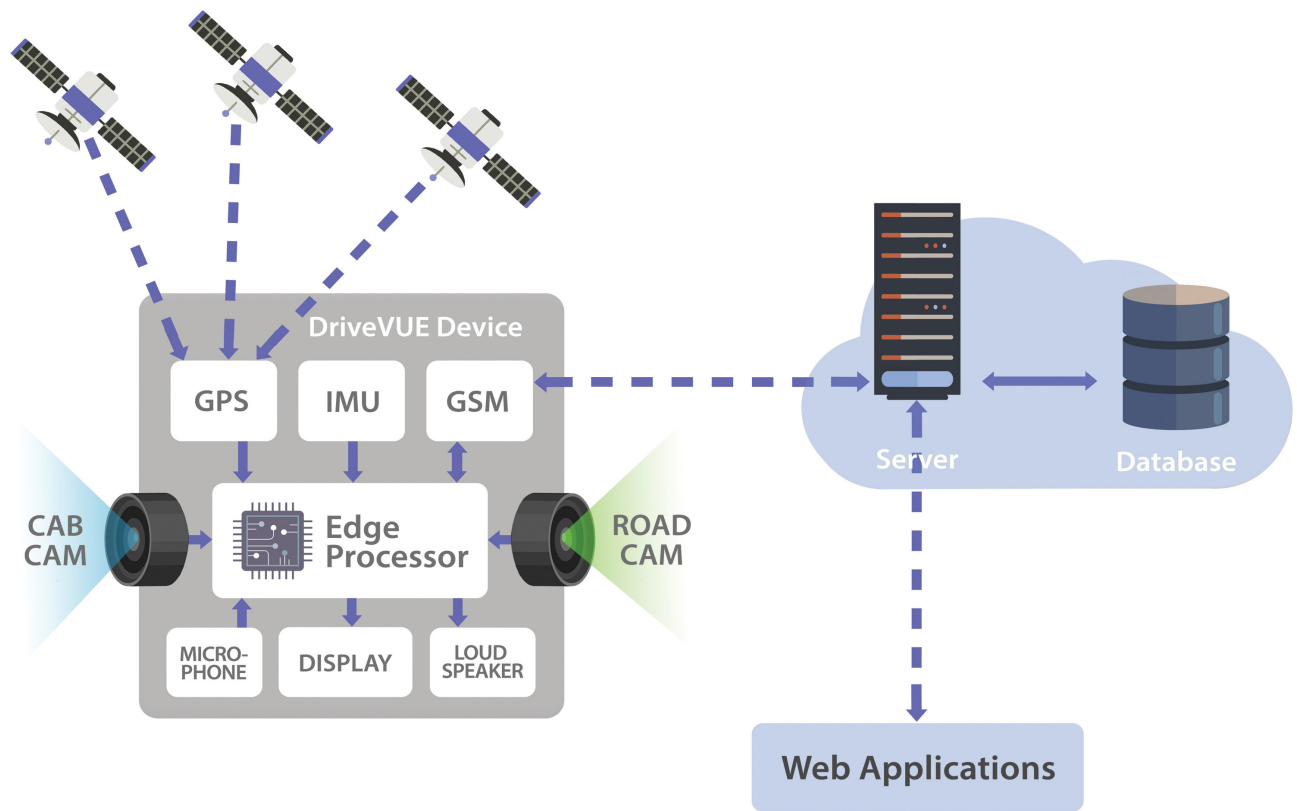 DriveVUE Device
GPS
IMU
GSM
CAB
CAM
Edge
Processor
ROAD
CAM
MICRO-
PHONE
DISPLAY
LOUD
SPEAKER
Server
Database
Web Applications